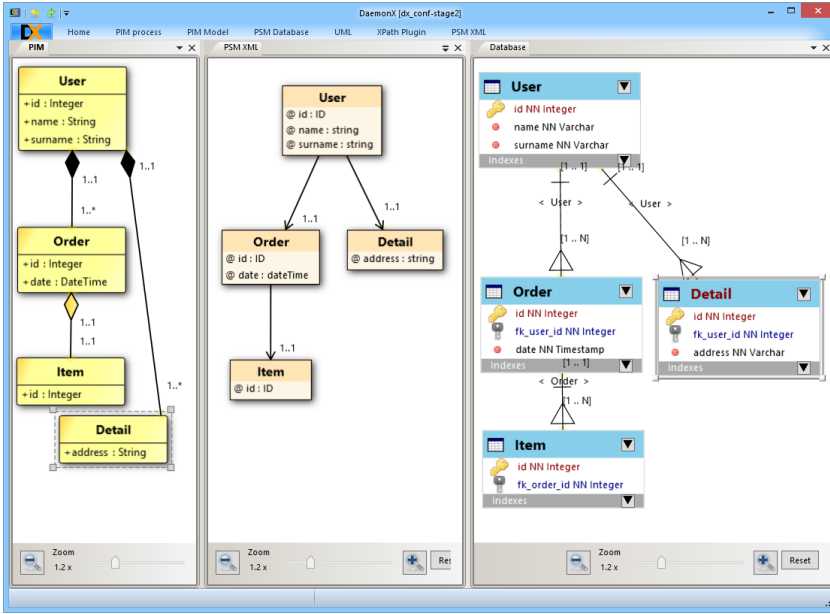 DaemonX [dx_conf-stage2]
DX
Home PIM process PIM Model PSM Database UML XPath Plugin PSM XML
PIM
PSM XML
Database
User
+id : Integer
+name : String
+surname : String
1..1
1..1
1..*
Order
+id : Integer
+date : DateTime
1..1
1..1
Item
+id : Integer
1..*
Detail
+address : String
Zoom
1.2 x
User
@ id : ID
@ name : string
@ surname : string
1..1
1..1
Order
@ id : ID
@ date : dateTime
Detail
@ address : string
1..1
Item
@ id : ID
Zoom
1.2 x
Res
User
id NN Integer
name NN Varchar
surname NN Varchar
Indexes
[1 .. 1]
[1 .. 1]
< User >
< User >
[1 .. N]
[1 .. N]
Order
id NN Integer
fk_user_id NN Integer
date NN Timestamp
Indexes
Detail
id NN Integer
fk_user_id NN Integer
address NN Varchar
Indexes
[1 .. 1]
< Order >
[1 .. N]
Item
id NN Integer
fk_order_id NN Integer
Indexes
Zoom
1.2 x
Reset